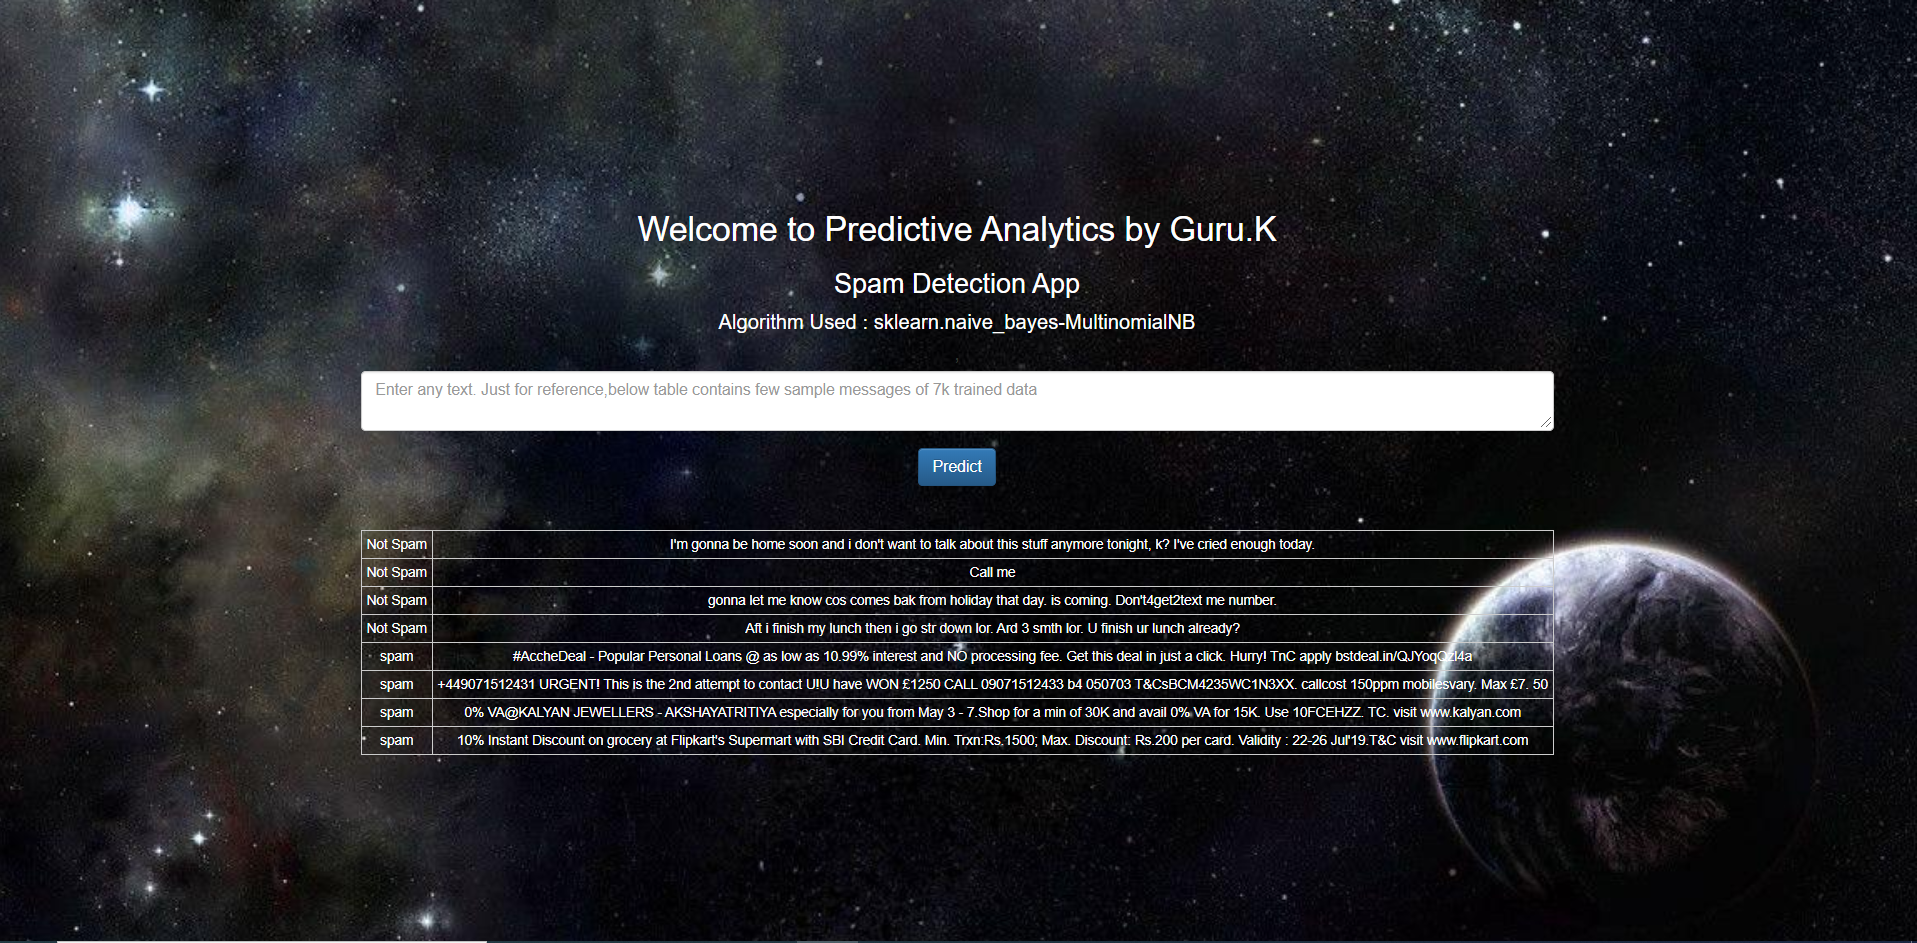 Welcome to Predictive Analytics by Guru.K
Spam Detection App
Algorithm Used : sklearn.naive_bayes-MultinomialNB
Enter any text. Just for reference,below table contains few sample messages of 7k trained data
Predict
Not Spam I'm gonna be home soon and i don't want to talk about this stuff anymore tonight, k? I've cried enough today.
Not Spam Call me
Not Spam gonna let me know cos comes bak from holiday that day. is coming. Don't4get2text me number.
Not Spam Aft i finish my lunch then i go str down lor. Ard 3 smth lor. U finish ur lunch already?
spam #AccheDeal - Popular Personal Loans @ as low as 10.99% interest and NO processing fee. Get this deal in just a click. Hurry! TnC apply
spam +449071512431 URGENT! This is the 2nd attempt to contact U!U have WON £1250 CALL 09071512433 b4 050703 T&CsBCM4235WC1N3XX. callcost 150ppm mobilesvary. Max £7. 50
spam 0% VA@KALYAN JEWELLERS - AKSHAYATRITIYA especially for you from May 3 - 7.Shop for a min of 30K and avail 0% VA for 15K. Use 10FCEHZZ. TC. visit www.kalyan.com
spam 10% Instant Discount on grocery at Flipkart's Supermart with SBI Credit Card. Min. Trxn:Rs.1500; Max. Discount: Rs.200 per card. Validity : 22-26 Jul'19.T&C visit www.flipkart.com